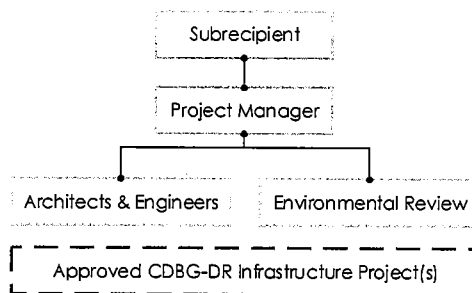 Subrecipient
Project Manager
Architects & Engineers
Environmental Review
Approved CDBG-DR Infrastructure Project(s)